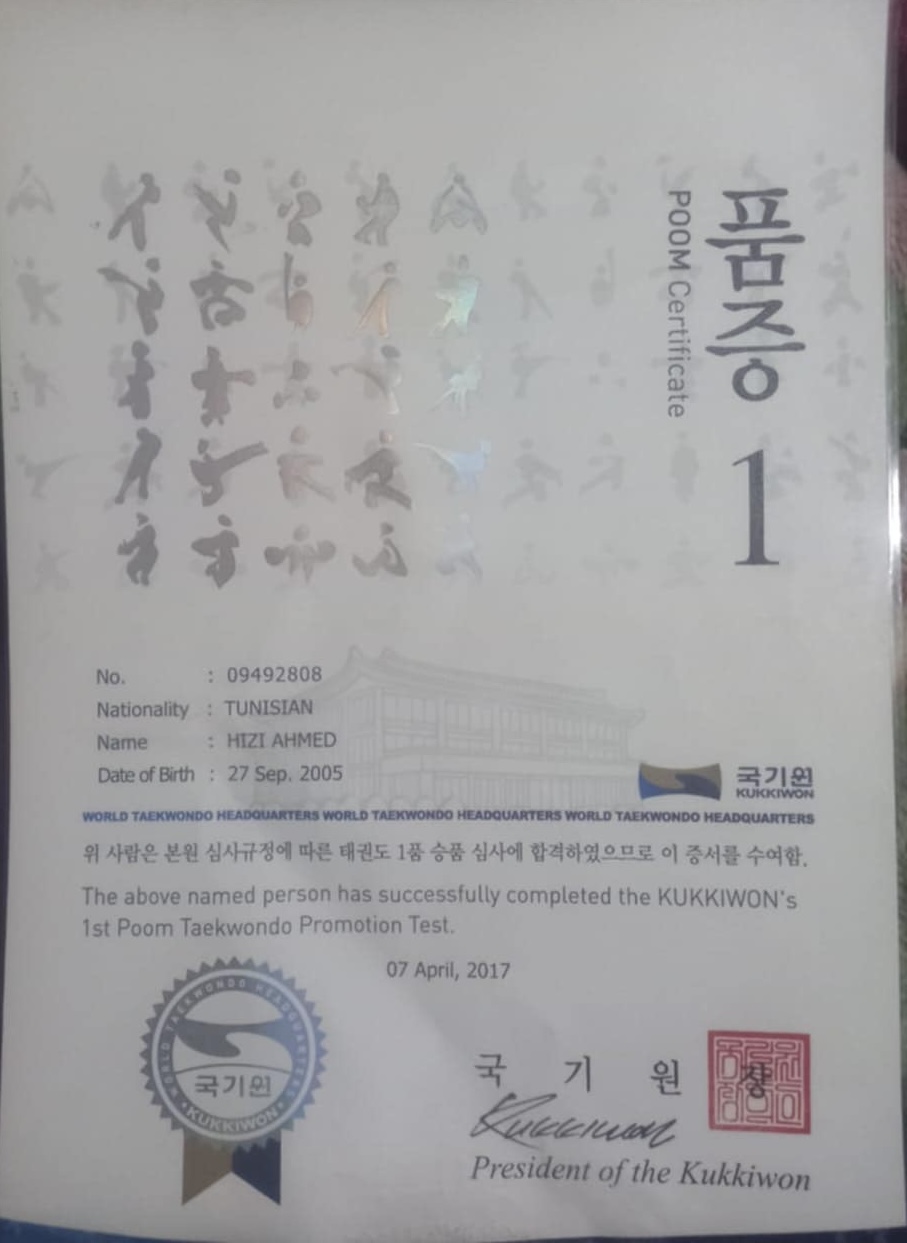 품증
POOM Certificate
1
No. : 09492808
Nationality : TUNISIAN
Name : HIZI AHMED
Date of Birth : 27 Sep. 2005
국기원
KUKKIWON
WORLD TAEKWONDO HEADQUARTERS WORLD TAEKWONDO HEADQUARTERS WORLD TAEKWONDO HEADQUARTERS
위 사람은 본원 심사규정에 따른 태권도 1품 승품 심사에 합격하였으므로 이 증서를 수여함.
The above named person has successfully completed the KUKKIWON's
1st Poom Taekwondo Promotion Test.
07 April, 2017
WORLD TAEKWONDO HEADQUARTERS
국기원
KUKKIWON
국 기 원 장
Kukkiwon
President of the Kukkiwon